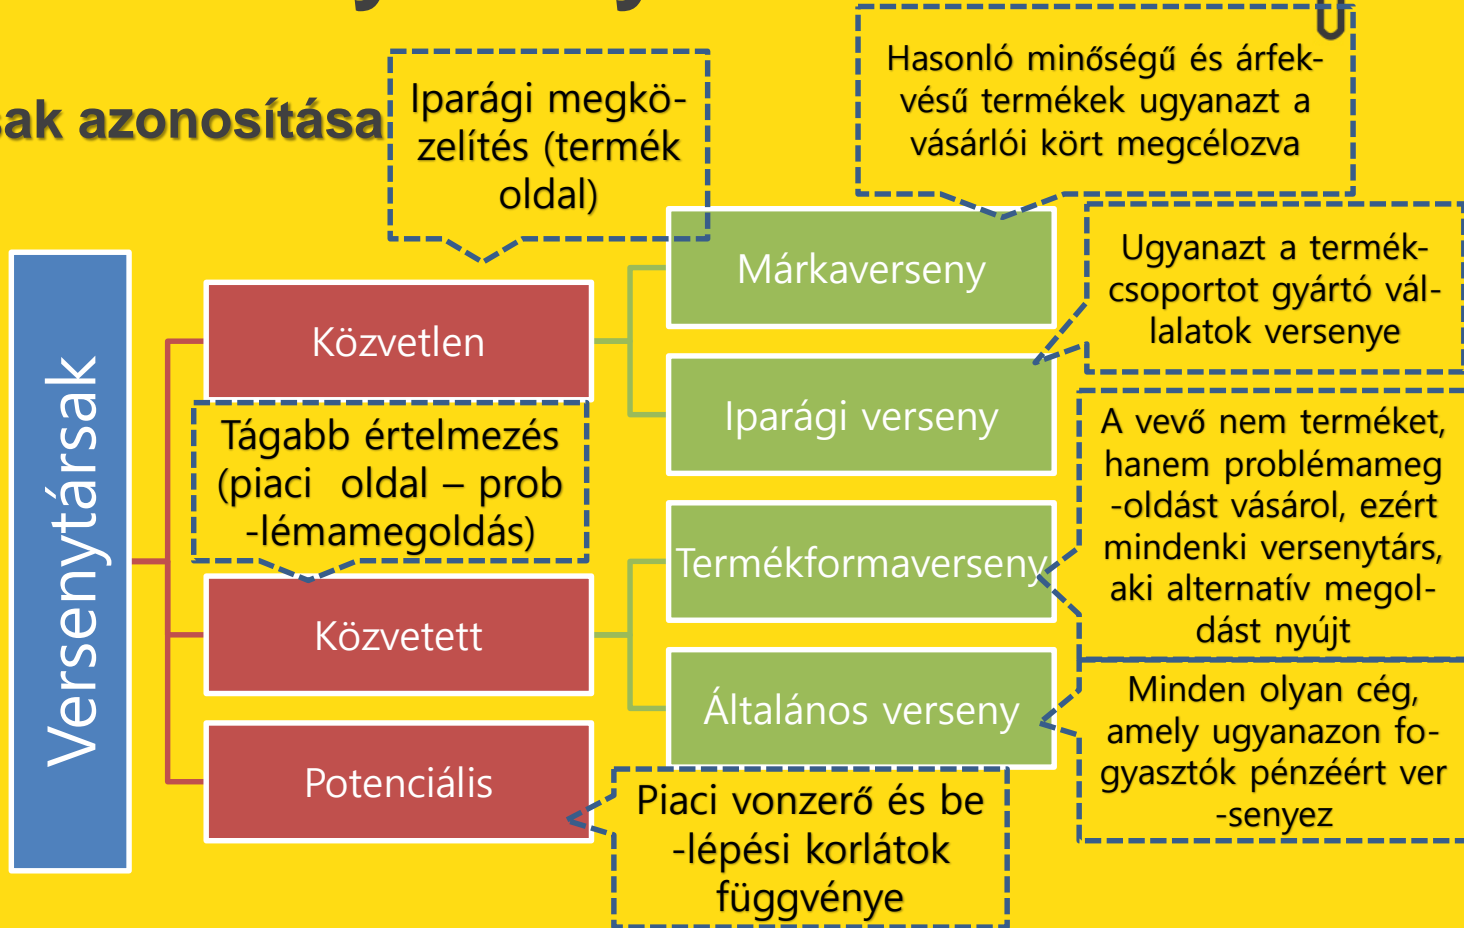 azonosítása
Iparági megkö-
zelítés (termék
oldal)
Hasonló minőségű és árfek-
vésű termékek ugyanazt a
vásárlói kört megcélozva
Versenytársak
Közvetlen
Márkaverseny
Ugyanazt a termék-
csoportot gyártó vál-
lalatok versenye
Iparági verseny
Tágabb értelmezés
(piaci oldal – prob
-lémamegoldás)
Közvetett
Termékformaverseny
A vevő nem terméket,
hanem problémameg
-oldást vásárol, ezért
mindenki versenytárs,
aki alternatív megol-
dást nyújt
Általános verseny
Minden olyan cég,
amely ugyanazon fo-
gyasztók pénzéért ver
-senyez
Potenciális
Piaci vonzerő és be
-lépési korlátok
függvénye